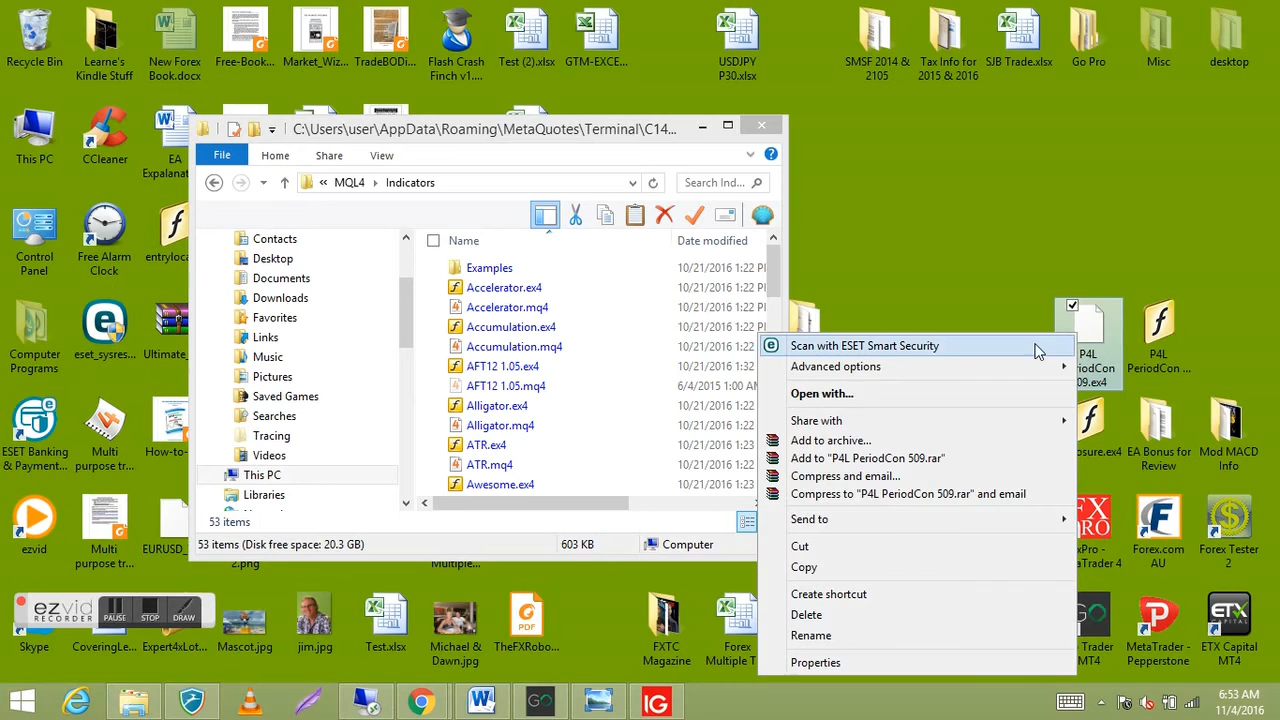 Recycle Bin
Learne's
Kindle Stuff
New Forex
Book.docx
Free-Book...
Market_Wiz...
TradeBODi...
Flash Crash
Finch v1....
Test (2).xlsx
GTM-EXCE...
USDJPY
P30.xlsx
SMSF 2014 &
2105
Tax Info for
2015 & 2016
SJB Trade.xlsx
Go Pro
Misc
desktop
This PC
CCleaner
EA
Expalanat
C:\Users\user\AppData\Roaming\MetaQuotes\Terminal\C14...
File
Home
Share
View
« MQL4
Indicators
Search Ind...
Control
Panel
Free Alarm
Clock
entryloca
Contacts
Desktop
Documents
Downloads
Favorites
Links
Music
Pictures
Saved Games
Searches
Tracing
Videos
This PC
Libraries
Name
Date modified
Examples
10/21/2016 1:22 P
Accelerator.ex4
10/21/2016 1:22 P
Accelerator.mq4
10/21/2016 1:22 P
Accumulation.ex4
10/21/2016 1:22 P
Accumulation.mq4
10/21/2016 1:22 P
AFT12 1.05.ex4
10/21/2016 1:32
AFT12 1.05.mq4
6/4/2015 1:00 AM
Alligator.ex4
10/21/2016 1:22
Alligator.mq4
10/21/2016 1:22
ATR.ex4
10/21/2016 1:23
ATR.mq4
10/21/2016 1:23
Awesome.ex4
10/21/2016 1:22
53 items
53 items (Disk free space: 20.3 GB)
603 KB
Computer
Computer
Programs
eset_sysres...
Ultimate_
P4L
PeriodCon
509.ex4
P4L
PeriodCon ...
Scan with ESET Smart Security
Advanced options
Open with...
Share with
Add to archive...
Add to "P4L PeriodCon 509.rar"
Compress and email...
Compress to "P4L PeriodCon 509.rar" and email
Send to
Cut
Copy
Create shortcut
Delete
Rename
Properties
ESET Banking
& Payment...
Multi
purpose tr...
How-to-
osure.ex4
EA Bonus for
Review
Mod MACD
Info
ezvid
Multi
purpose tr...
EURUSD_
2.png
Multiple...
FX
PRO
FxPro -
MetaTrader 4
Forex.com
AU
Forex Tester
2
ezvid
RECORDER
PAUSE
STOP
DRAW
Skype
CoveringLe...
Expert4xLot...
Mascot.jpg
jim.jpg
Test.xlsx
Michael &
Dawn.jpg
PDF
TheFXRobo...
FXTC
Magazine
Forex
Multiple T...
Trader
MT4
MetaTrader -
Pepperstone
ETX
CAPITAL
ETX Capital
MT4
GO
IG
6:53 AM
11/4/2016